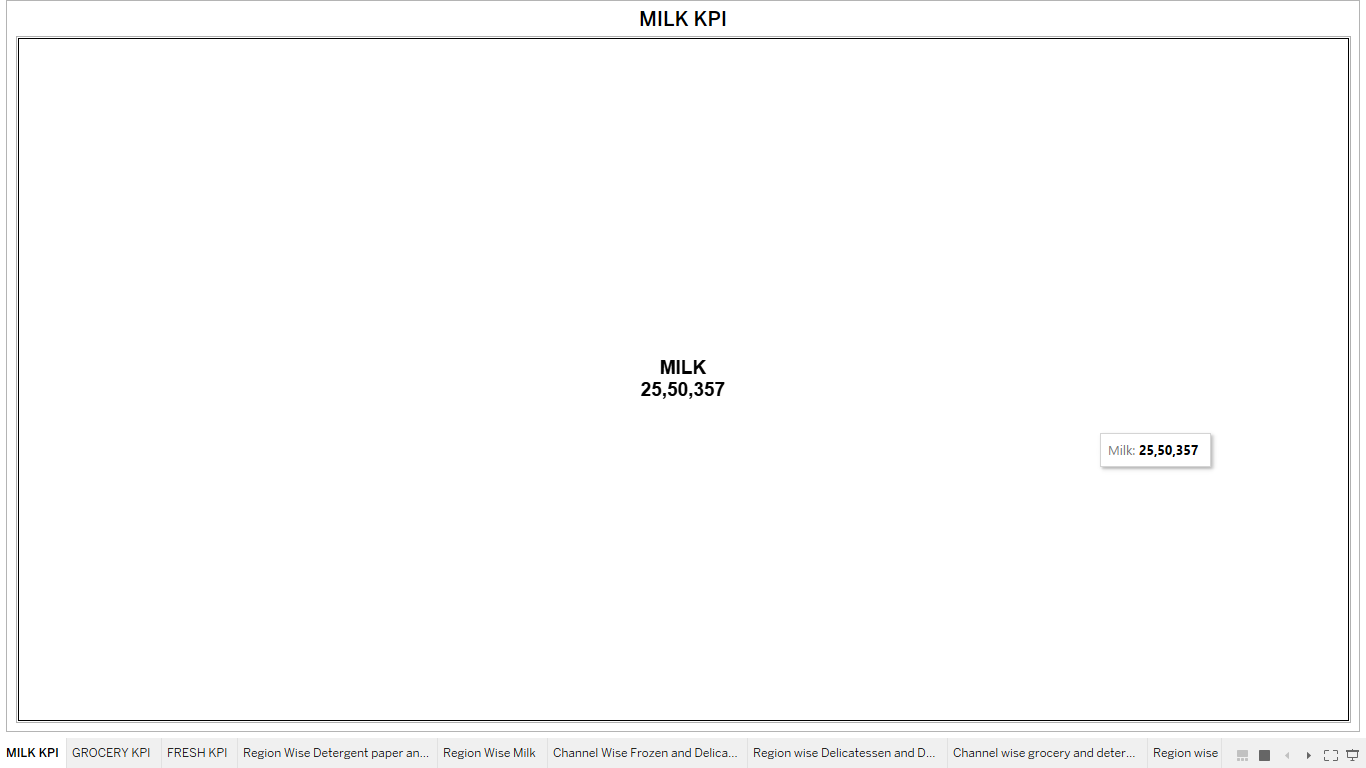 MILK KPI
MILK
25,50,357
Milk: 25,50,357
MILK KPI GROCERY KPI FRESH KPI Region Wise Detergent paper an... Region Wise Milk Channel Wise Frozen and Delica... Region wise Delicatessen and D... Channel wise grocery and deter... Region wise